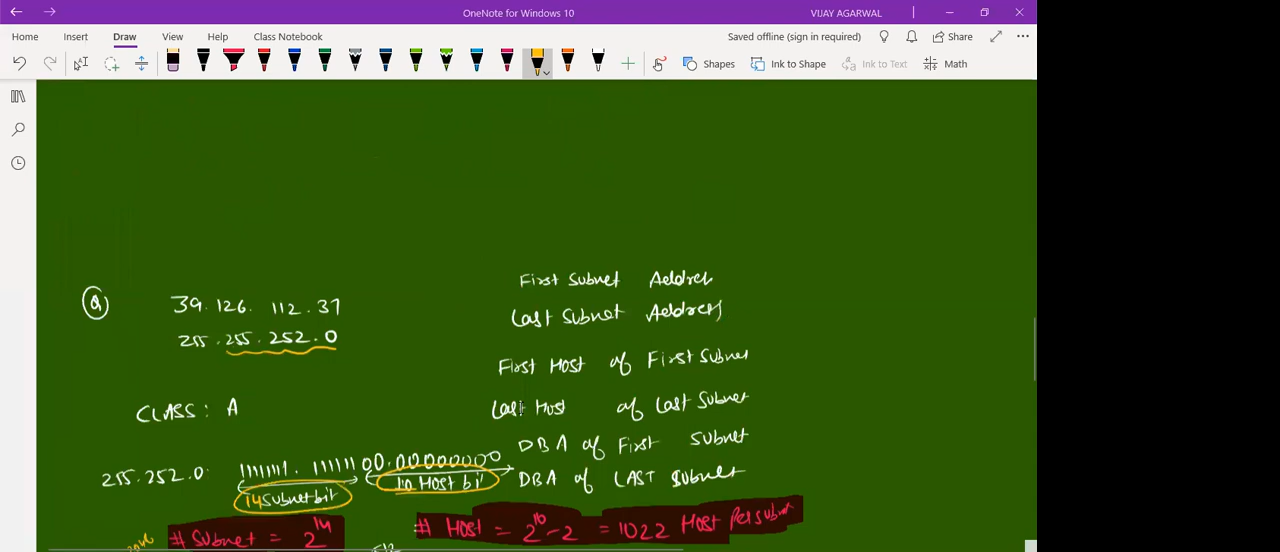 OneNote for Windows 10
VIJAY AGARWAL
Home Insert Draw View Help Class Notebook
Saved offline (sign in required) Share
Shapes Ink to Shape Ink to Text Math
First Subnet Address
Q 39.126.112.37
Last Subnet Address
255.255.252.0
First Host of First Subnet
CLASS: A
Last Host of Last Subnet
DBA of First Subnet
255.252.0. 11111111.11111100.00000000
DBA of LAST Subnet
14 Subnet bit 10 Host bit
# Host = 2^10-2 = 1022 Host Per subnet
# Subnet = 2^14